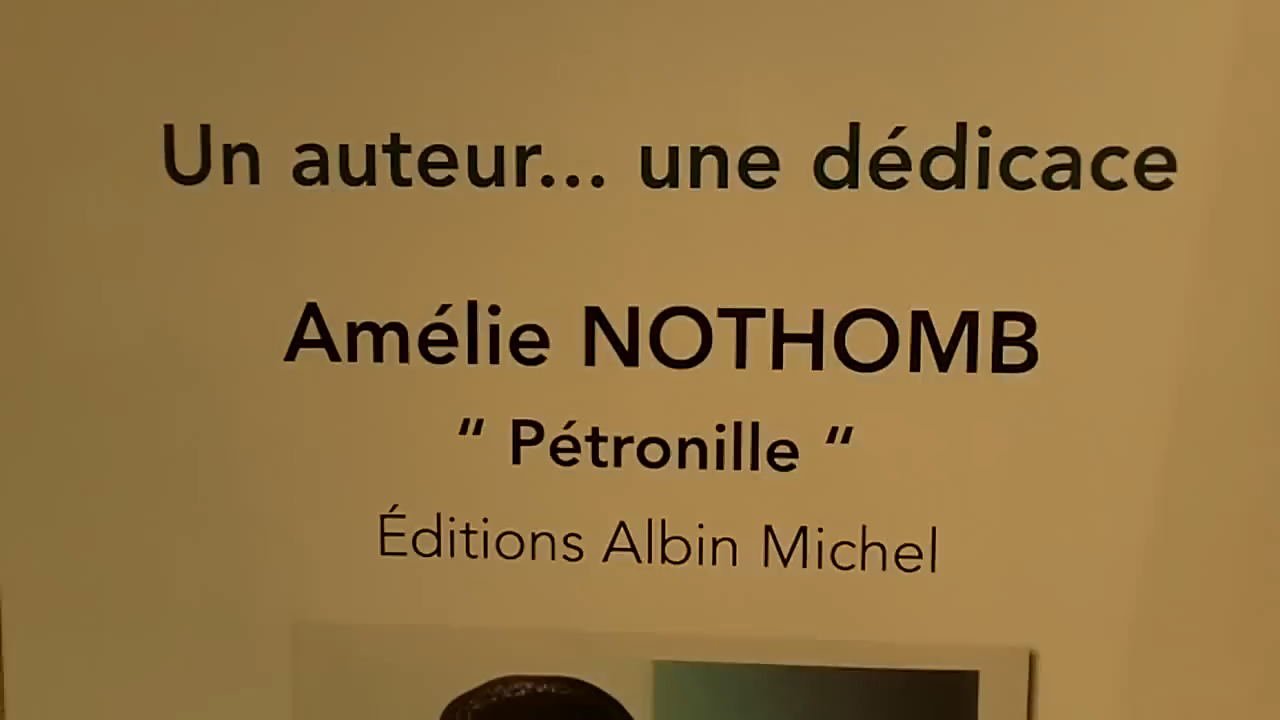 Un auteur... une dédicace
Amélie NOTHOMB
“ Pétronille “
Éditions Albin Michel